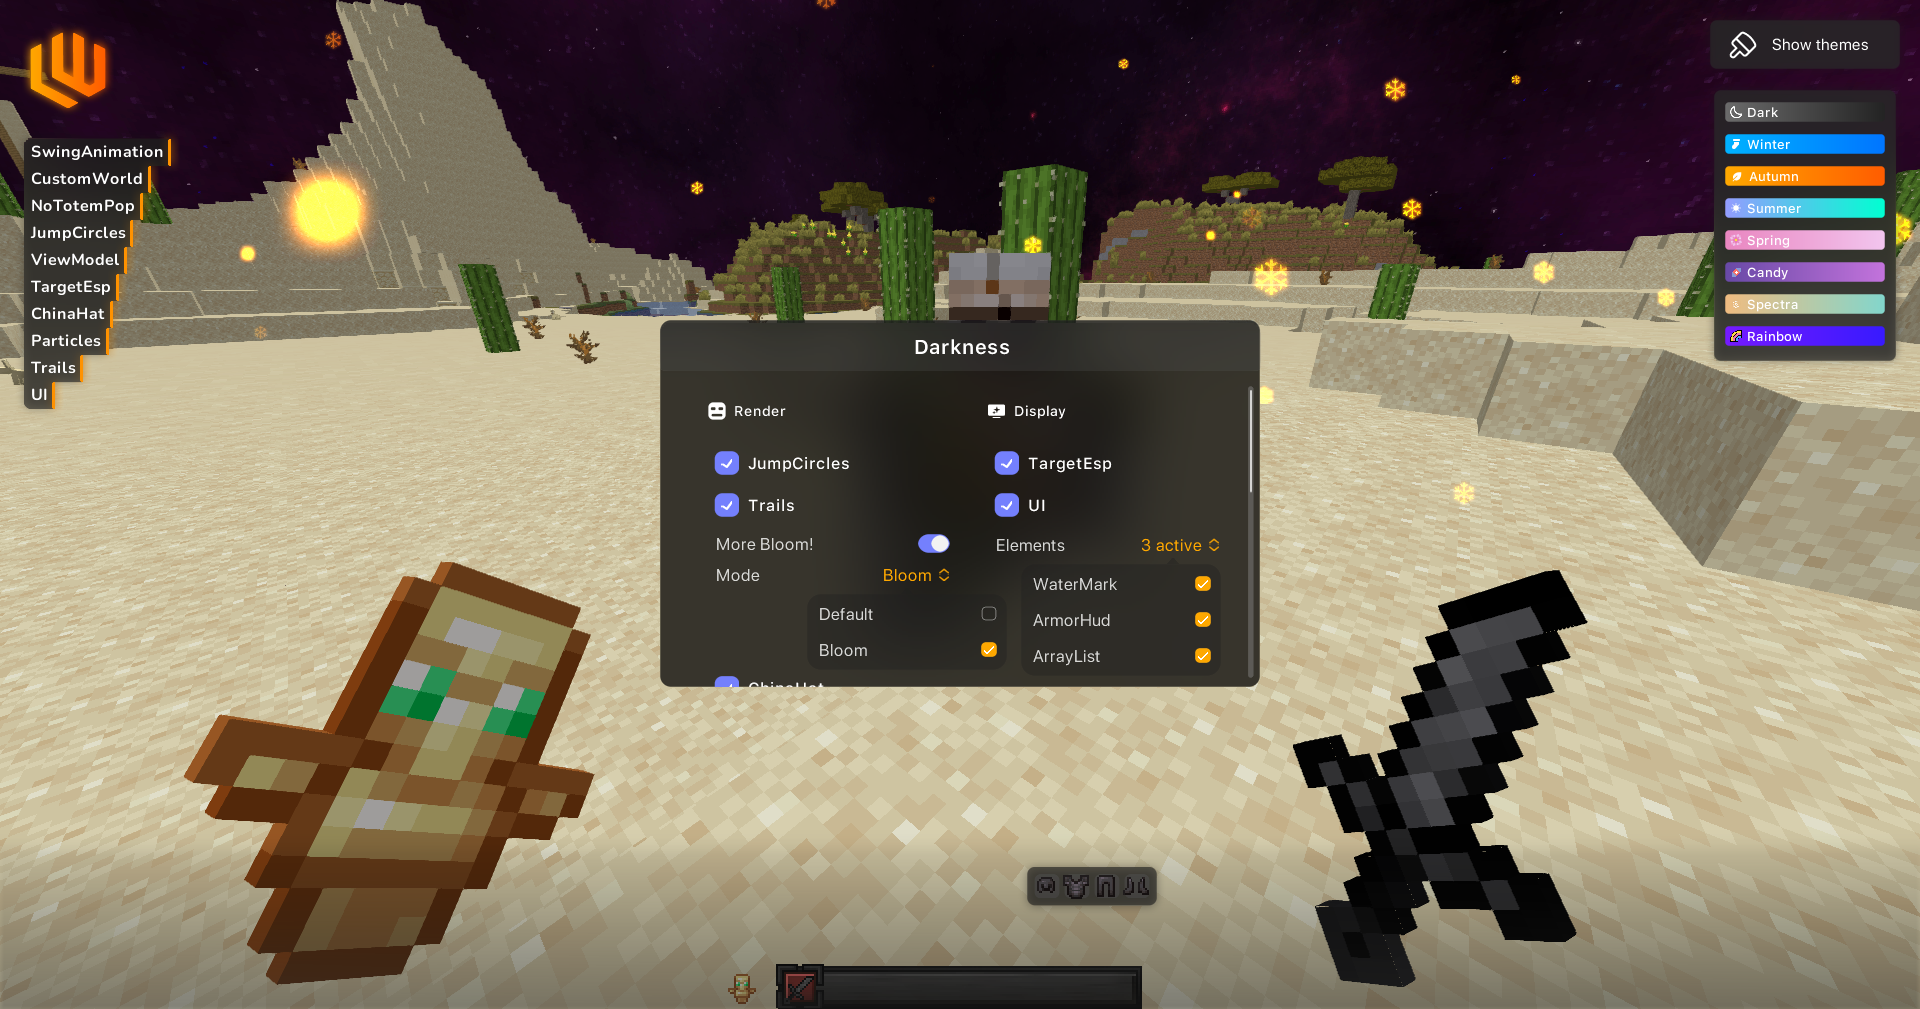 Show themes
Dark
Winter
Autumn
Summer
Spring
Candy
Spectra
Rainbow
SwingAnimation
CustomWorld
NoTotemPop
JumpCircles
ViewModel
TargetEsp
ChinaHat
Particles
Trails
UI
Darkness
Render
JumpCircles
Trails
More Bloom!
Mode Bloom
Default
Bloom
ChinaHat
Display
TargetEsp
UI
Elements 3 active
WaterMark
ArmorHud
ArrayList